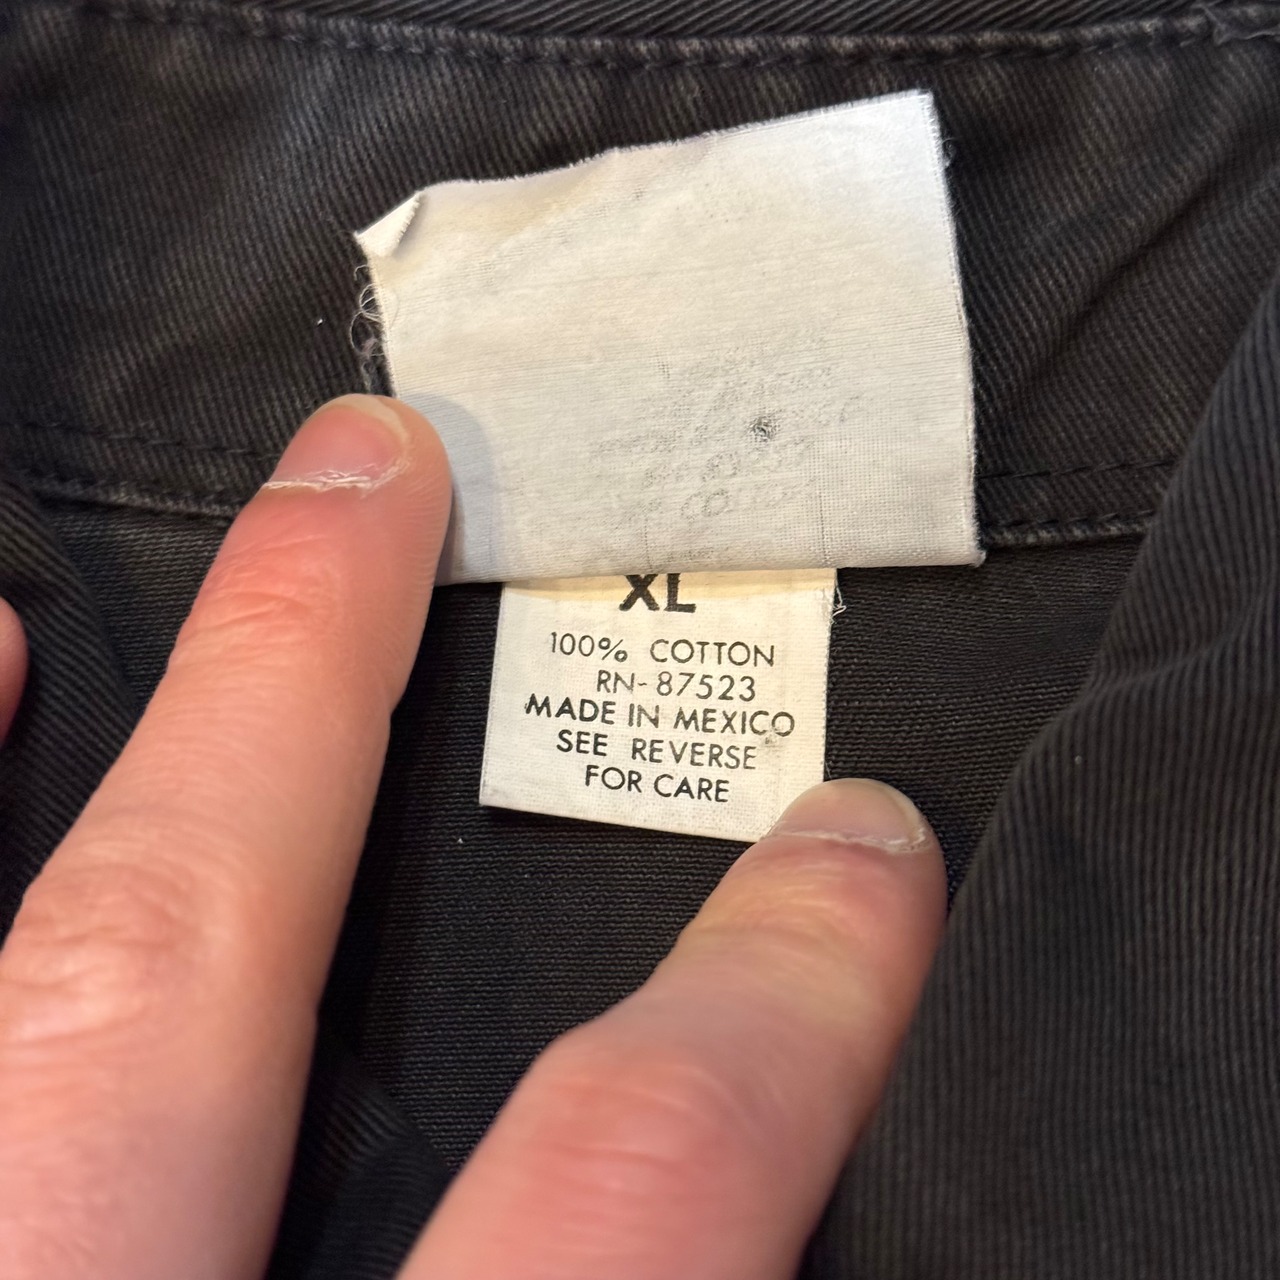 XL
100% COTTON
RN-87523
MADE IN MEXICO
SEE REVERSE
FOR CARE